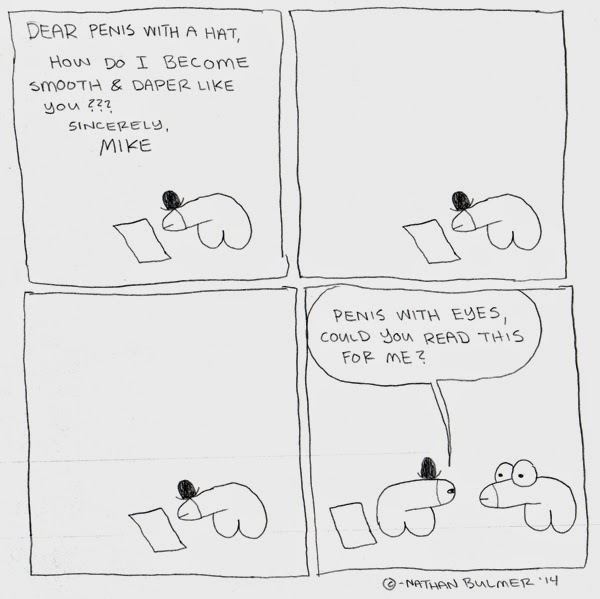 DEAR PENIS WITH A HAT,
HOW DO I BECOME
SMOOTH & DAPER LIKE
YOU ???
SINCERELY,
MIKE
PENIS WITH EYES,
COULD YOU READ THIS
FOR ME?
©-NATHAN BULMER '14